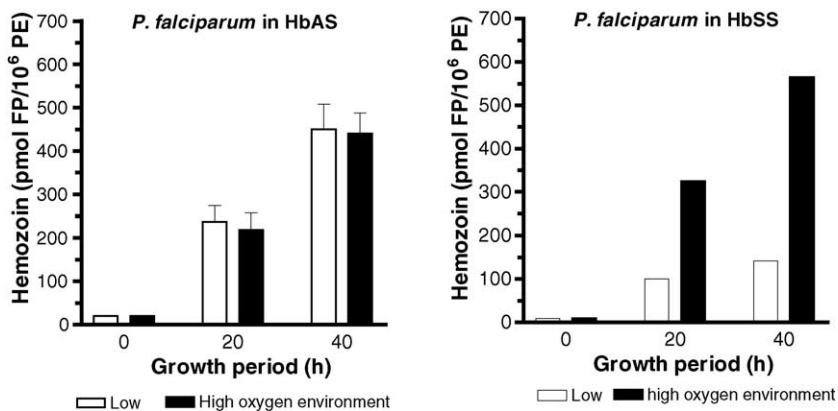 P. falciparum in HbAS
Hemozoin (pmol FP/10⁶ PE)
700
600
500
400
300
200
100
0
0 20 40
Growth period (h)
Low High oxygen environment
P. falciparum in HbSS
Hemozoin (pmol FP/10⁶ PE)
700
600
500
400
300
200
100
0
0 20 40
Growth period (h)
Low high oxygen environment